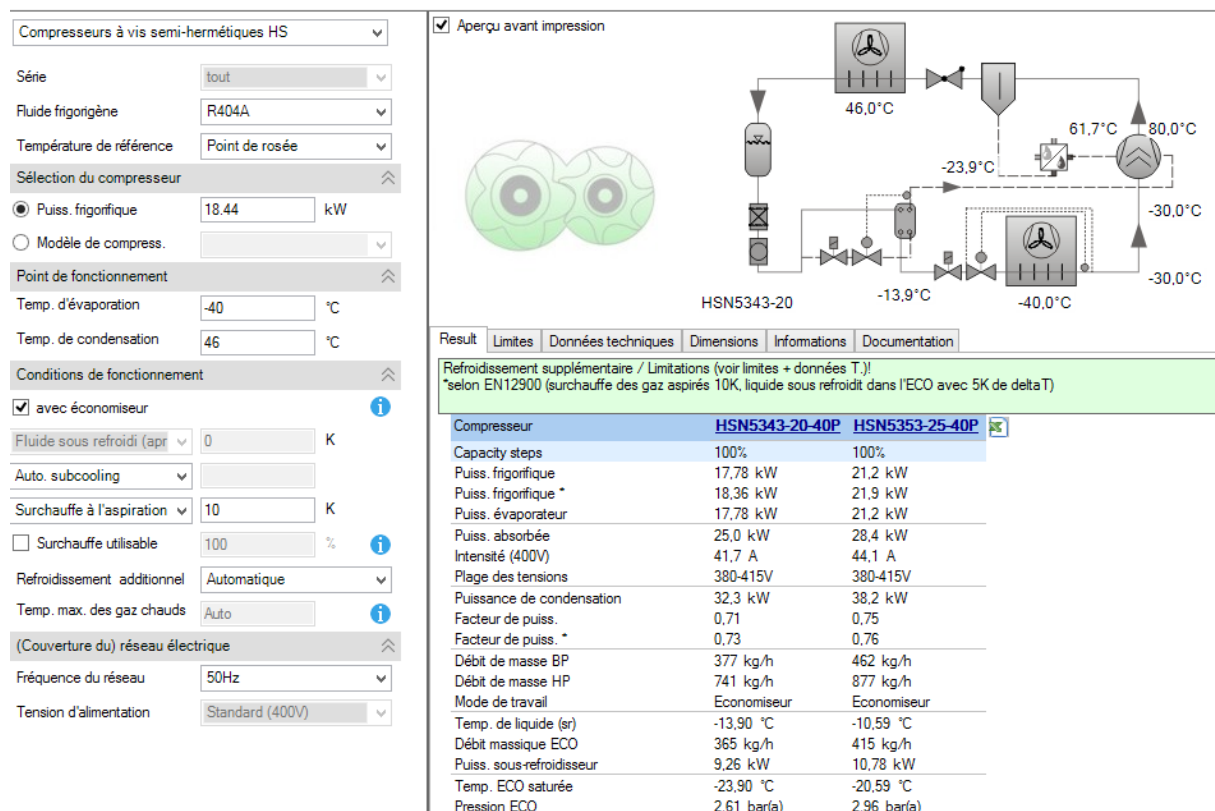 Compresseurs à vis semi-hermétiques HS
Série tout
Fluide frigorigène R404A
Température de référence Point de rosée
Sélection du compresseur
Puiss. frigorifique 18.44 kW
Modèle de compress.
Point de fonctionnement
Temp. d'évaporation -40 °C
Temp. de condensation 46 °C
Conditions de fonctionnement
avec économiseur
Fluide sous refroidi (apr 0 K
Auto. subcooling
Surchauffe à l'aspiration 10 K
Surchauffe utilisable 100 %
Refroidissement additionnel Automatique
Temp. max. des gaz chauds Auto
(Couverture du) réseau électrique
Fréquence du réseau 50Hz
Tension d'alimentation Standard (400V)
Aperçu avant impression
46,0°C
61,7°C 80,0°C
-23,9°C
-30,0°C
-30,0°C
HSN5343-20 -13,9°C -40,0°C
Result Limites Données techniques Dimensions Informations Documentation
Refroidissement supplémentaire / Limitations (voir limites + données T.)!
*selon EN12900 (surchauffe des gaz aspirés 10K, liquide sous refroidit dans l'ECO avec 5K de deltaT)
Compresseur HSN5343-20-40P HSN5353-25-40P
Capacity steps 100% 100%
Puiss. frigorifique 17,78 kW 21,2 kW
Puiss. frigorifique * 18,36 kW 21,9 kW
Puiss. évaporateur 17,78 kW 21,2 kW
Puiss. absorbée 25,0 kW 28,4 kW
Intensité (400V) 41,7 A 44,1 A
Plage des tensions 380-415V 380-415V
Puissance de condensation 32,3 kW 38,2 kW
Facteur de puiss. 0,71 0,75
Facteur de puiss. * 0,73 0,76
Débit de masse BP 377 kg/h 462 kg/h
Débit de masse HP 741 kg/h 877 kg/h
Mode de travail Economiseur Economiseur
Temp. de liquide (sr) -13,90 °C -10,59 °C
Débit massique ECO 365 kg/h 415 kg/h
Puiss. sous-refroidisseur 9,26 kW 10,78 kW
Temp. ECO saturée -23,90 °C -20,59 °C
Pression ECO 2,61 bar(a) 2,96 bar(a)